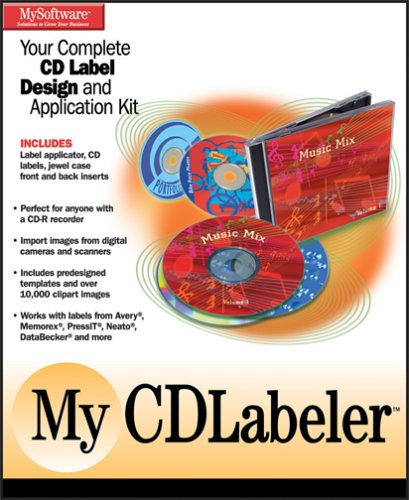 MySoftware™
Solutions to Grow Your Business
Your Complete
CD Label
Design and
Application Kit
INCLUDES
Label applicator, CD
labels, jewel case
front and back inserts
• Perfect for anyone with
a CD-R recorder
• Import images from digital
cameras and scanners
• Includes predesigned
templates and over
10,000 clipart images
• Works with labels from Avery®,
Memorex®, PressIT®, Neato®,
DataBecker® and more
PORTFOLIO
Music Mix
Music Mix
Volume 1
My CDLabeler™